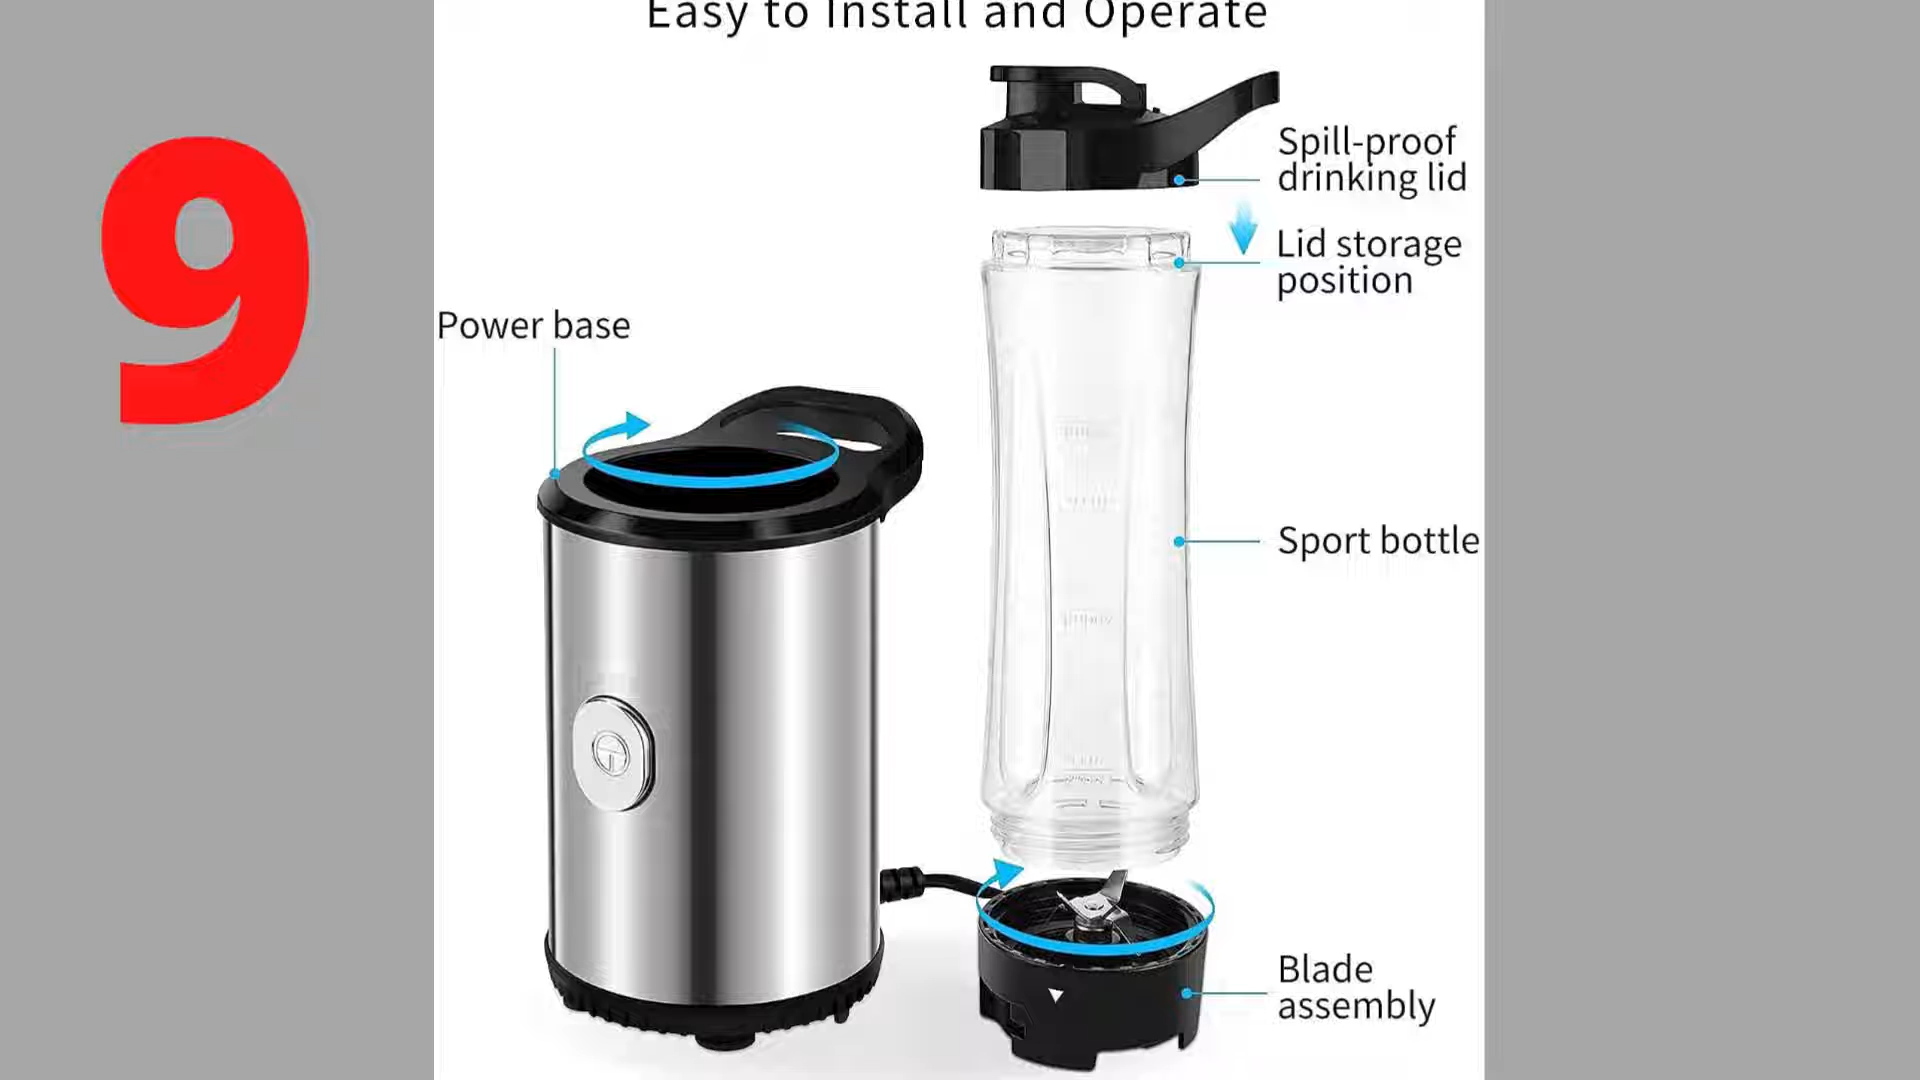 Easy to Install and Operate
9
Spill-proof
drinking lid
Lid storage
position
Power base
Sport bottle
Blade
assembly